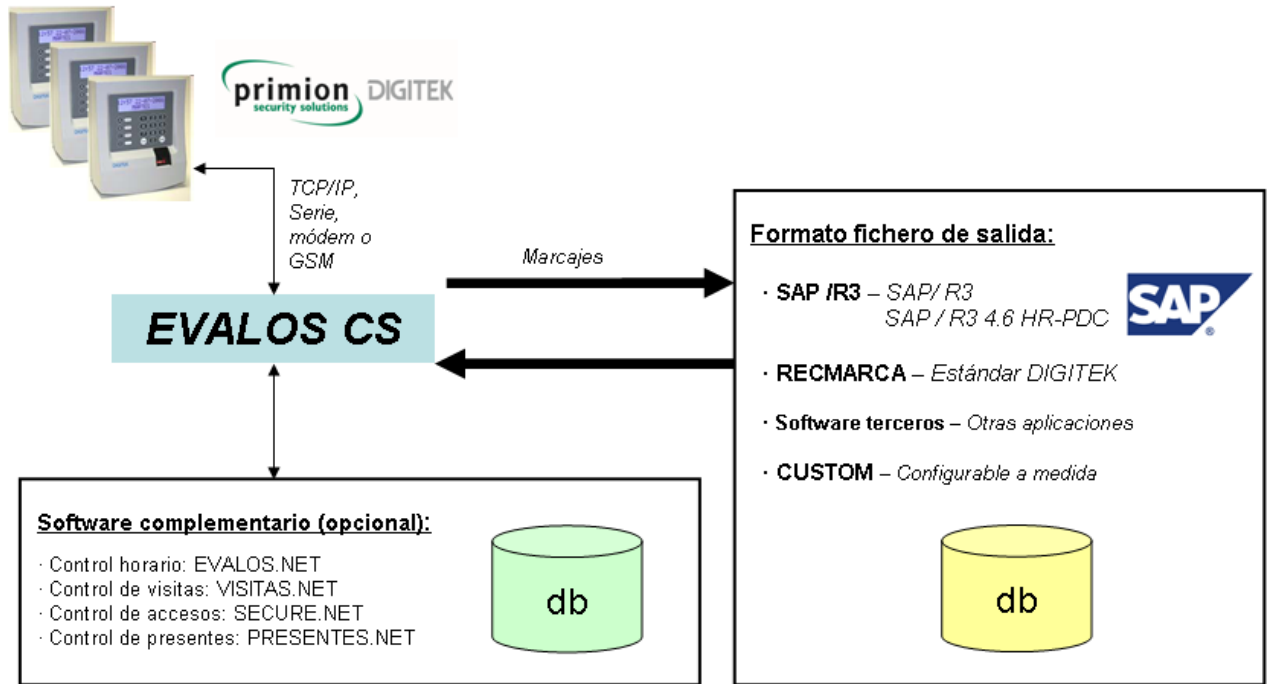 primion
security solutions
DIGITEK
TCP/IP,
Serie,
módem o
GSM
Marcajes
EVALOS CS
Formato fichero de salida:
· SAP /R3 – SAP/ R3
SAP / R3 4.6 HR-PDC
SAP
®
· RECMARCA – Estándar DIGITEK
· Software terceros – Otras aplicaciones
· CUSTOM – Configurable a medida
db
Software complementario (opcional):
· Control horario: EVALOS.NET
· Control de visitas: VISITAS.NET
· Control de accesos: SECURE.NET
· Control de presentes: PRESENTES.NET
db